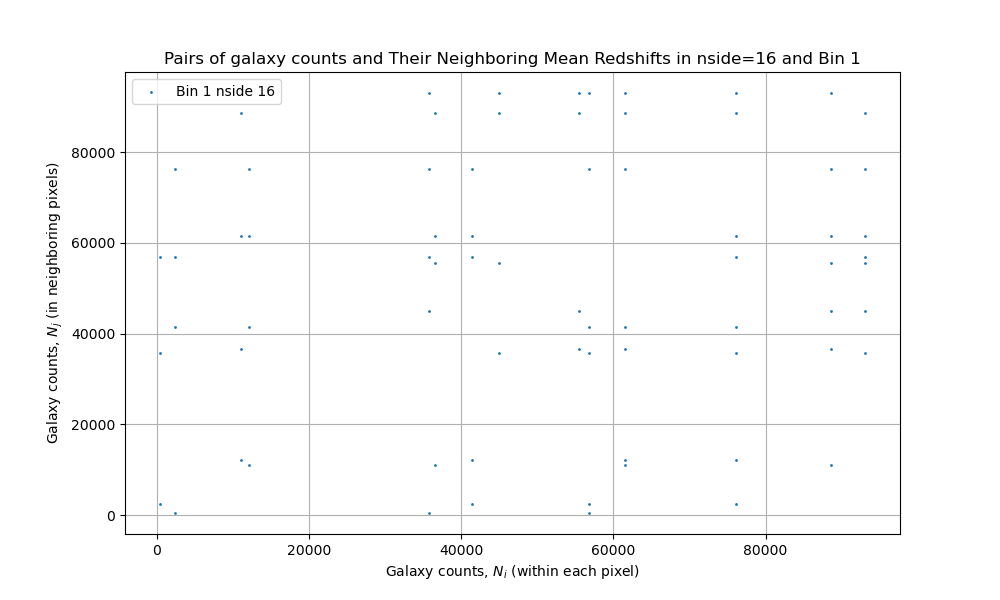 Pairs of galaxy counts and Their Neighboring Mean Redshifts in nside=16 and Bin 1
Bin 1 nside 16
80000
60000
40000
20000
0
Galaxy counts, N_j (in neighboring pixels)
0 20000 40000 60000 80000
Galaxy counts, N_i (within each pixel)